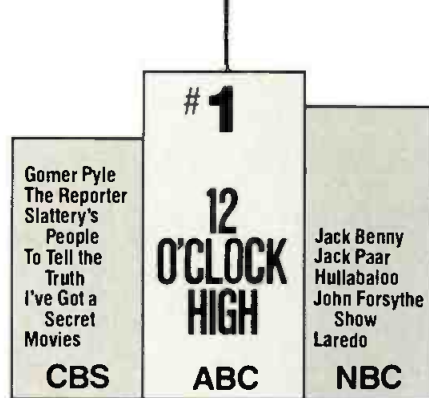 Gomer Pyle
The Reporter
Slattery's
People
To Tell the
Truth
I've Got a
Secret
Movies
CBS
#1
12
O'CLOCK
HIGH
ABC
Jack Benny
Jack Paar
Hullabaloo
John Forsythe
Show
Laredo
NBC